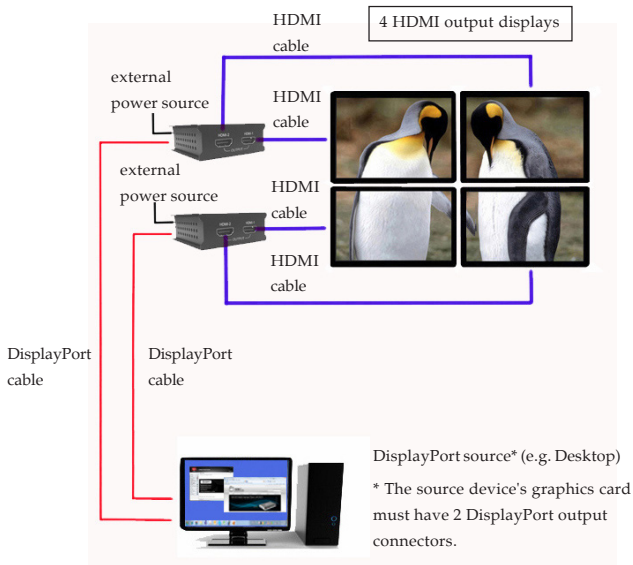 HDMI
cable
4 HDMI output displays
external
power source
HDMI
cable
external
power source
HDMI
cable
HDMI
cable
DisplayPort
cable
DisplayPort
cable
DisplayPort source* (e.g. Desktop)
* The source device's graphics card
must have 2 DisplayPort output
connectors.